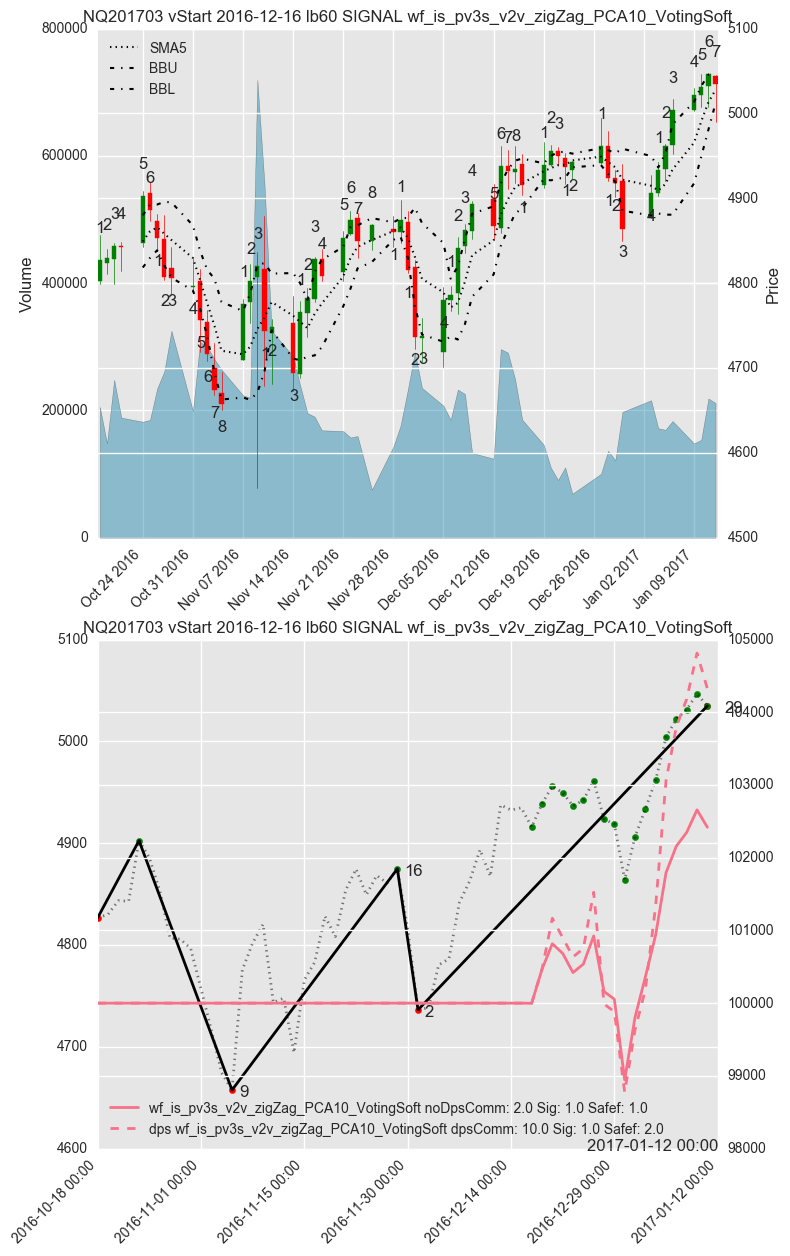 NQ201703 vStart 2016-12-16 lb60 SIGNAL wf_is_pv3s_v2v_zigZag_PCA10_VotingSoft
SMA5
BBU
BBL
Volume
800000
600000
400000
200000
0
Price
5100
5000
4900
4800
4700
4600
4500
Oct 24 2016
Oct 31 2016
Nov 07 2016
Nov 14 2016
Nov 21 2016
Nov 28 2016
Dec 05 2016
Dec 12 2016
Dec 19 2016
Dec 26 2016
Jan 02 2017
Jan 09 2017
NQ201703 vStart 2016-12-16 lb60 SIGNAL wf_is_pv3s_v2v_zigZag_PCA10_VotingSoft
5100
5000
4900
4800
4700
4600
105000
104000
103000
102000
101000
100000
99000
98000
29
16
2
9
wf_is_pv3s_v2v_zigZag_PCA10_VotingSoft noDpsComm: 2.0 Sig: 1.0 Safef: 1.0
dps wf_is_pv3s_v2v_zigZag_PCA10_VotingSoft dpsComm: 10.0 Sig: 1.0 Safef: 2.0
2017-01-12 00:00
2016-10-18 00:00
2016-11-01 00:00
2016-11-15 00:00
2016-11-30 00:00
2016-12-14 00:00
2016-12-29 00:00
2017-01-12 00:00